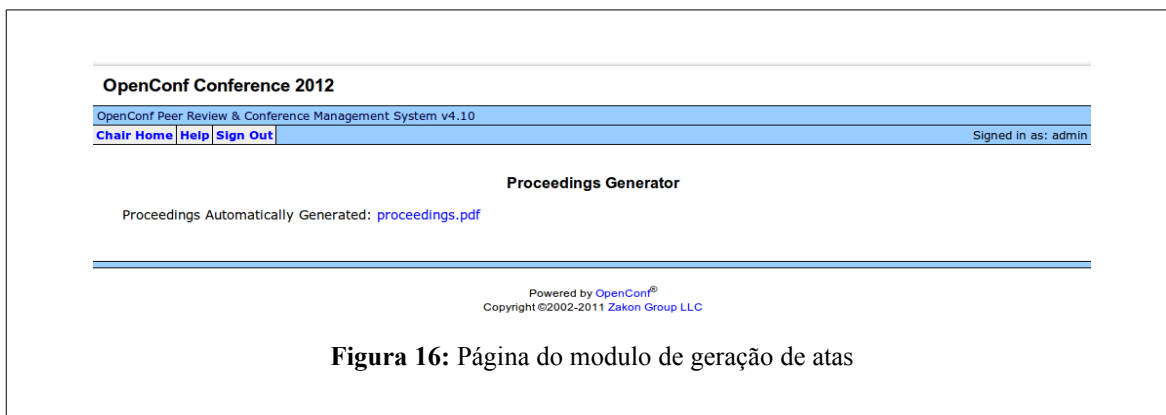 OpenConf Conference 2012
OpenConf Peer Review & Conference Management System v4.10
Chair Home Help Sign Out Signed in as: admin
Proceedings Generator
Proceedings Automatically Generated: proceedings.pdf
Powered by OpenConf®
Copyright ©2002-2011 Zakon Group LLC
Figura 16: Página do modulo de geração de atas